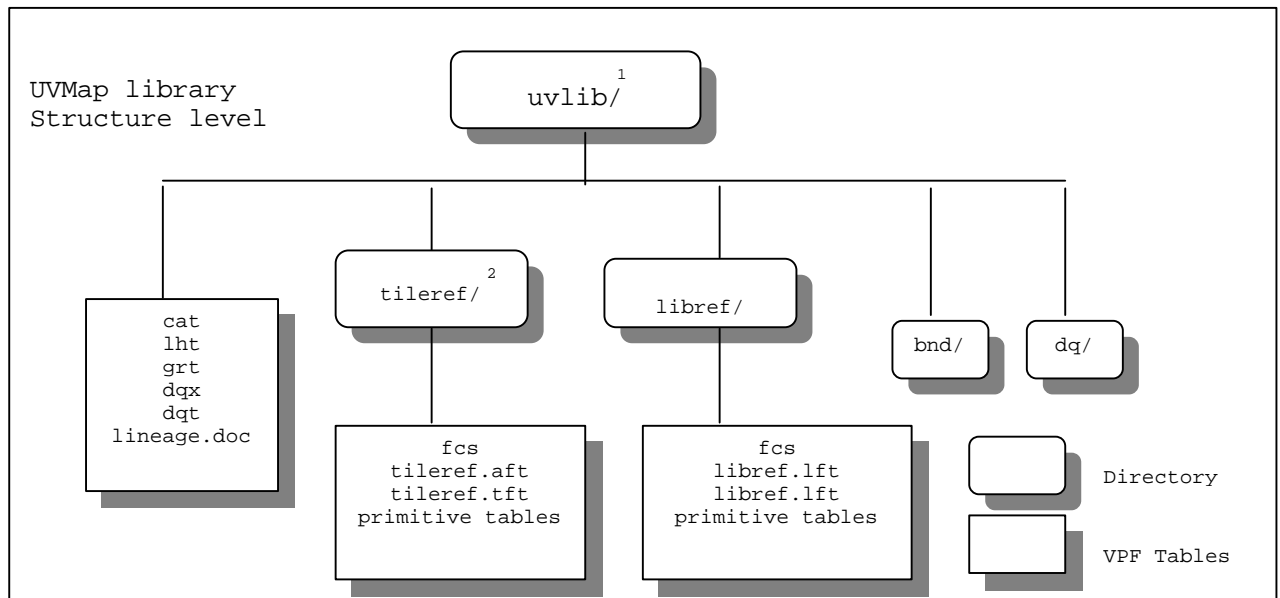 UVMap library
Structure level
uvlib/ 1
tileref/ 2
libref/
bnd/
dq/
cat
lht
grt
dqx
dqt
lineage.doc
fcs
tileref.aft
tileref.tft
primitive tables
fcs
libref.lft
libref.lft
primitive tables
Directory
VPF Tables